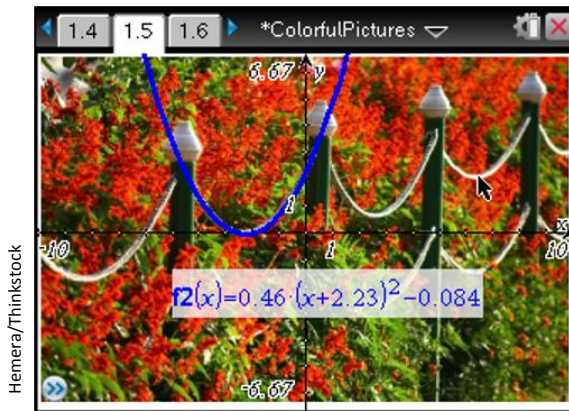 1.4 1.5 1.6 *ColorfulPictures
6.67 y
1
-10 1 x 10
f2(x)=0.46·(x+2.23)²−0.084
-6.67
Hemera/Thinkstock